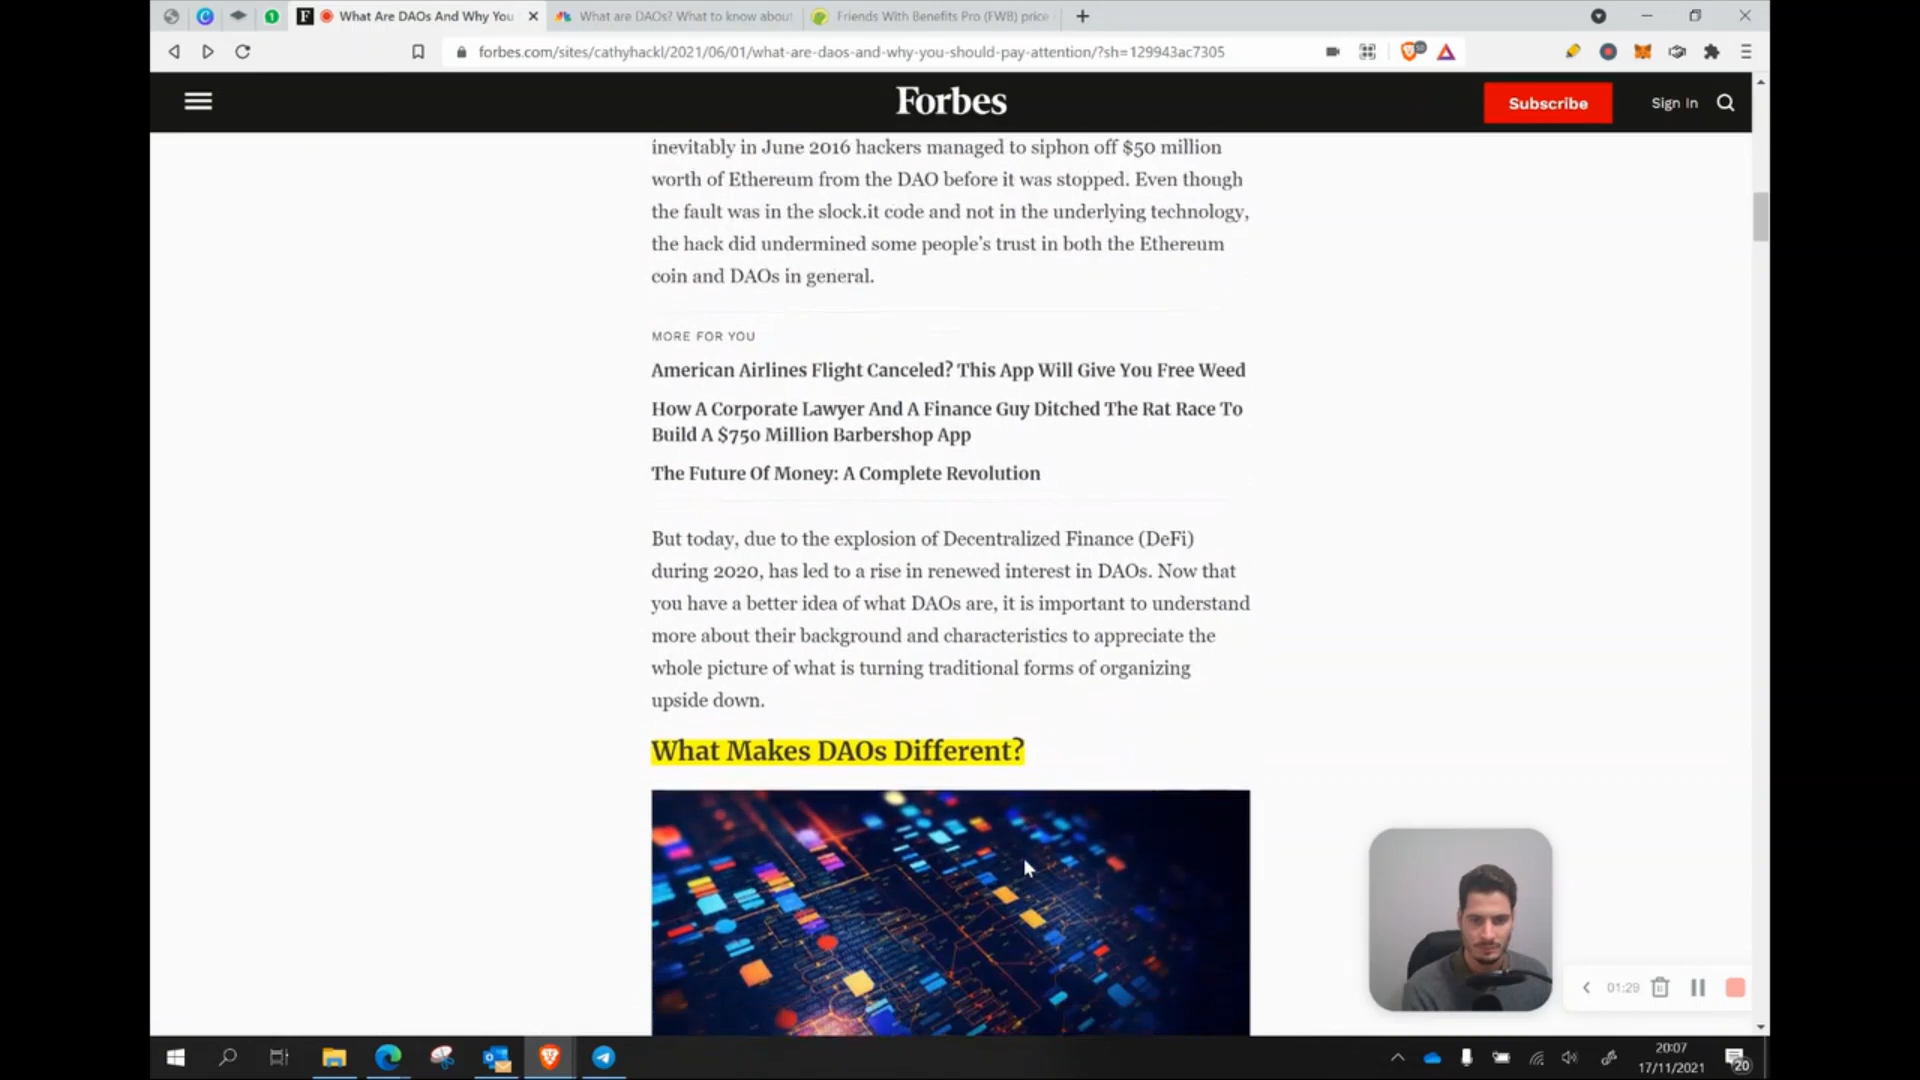 What Are DAOs And Why You
What are DAOs? What to know about
Friends With Benefits Pro (FWB) price
forbes.com/sites/cathyhackl/2021/06/01/what-are-daos-and-why-you-should-pay-attention/?sh=129943ac7305
Forbes
Subscribe
Sign In
inevitably in June 2016 hackers managed to siphon off $50 million
worth of Ethereum from the DAO before it was stopped. Even though
the fault was in the slock.it code and not in the underlying technology,
the hack did undermined some people's trust in both the Ethereum
coin and DAOs in general.
MORE FOR YOU
American Airlines Flight Canceled? This App Will Give You Free Weed
How A Corporate Lawyer And A Finance Guy Ditched The Rat Race To
Build A $750 Million Barbershop App
The Future Of Money: A Complete Revolution
But today, due to the explosion of Decentralized Finance (DeFi)
during 2020, has led to a rise in renewed interest in DAOs. Now that
you have a better idea of what DAOs are, it is important to understand
more about their background and characteristics to appreciate the
whole picture of what is turning traditional forms of organizing
upside down.
What Makes DAOs Different?
01:29
20:07
17/11/2021
20